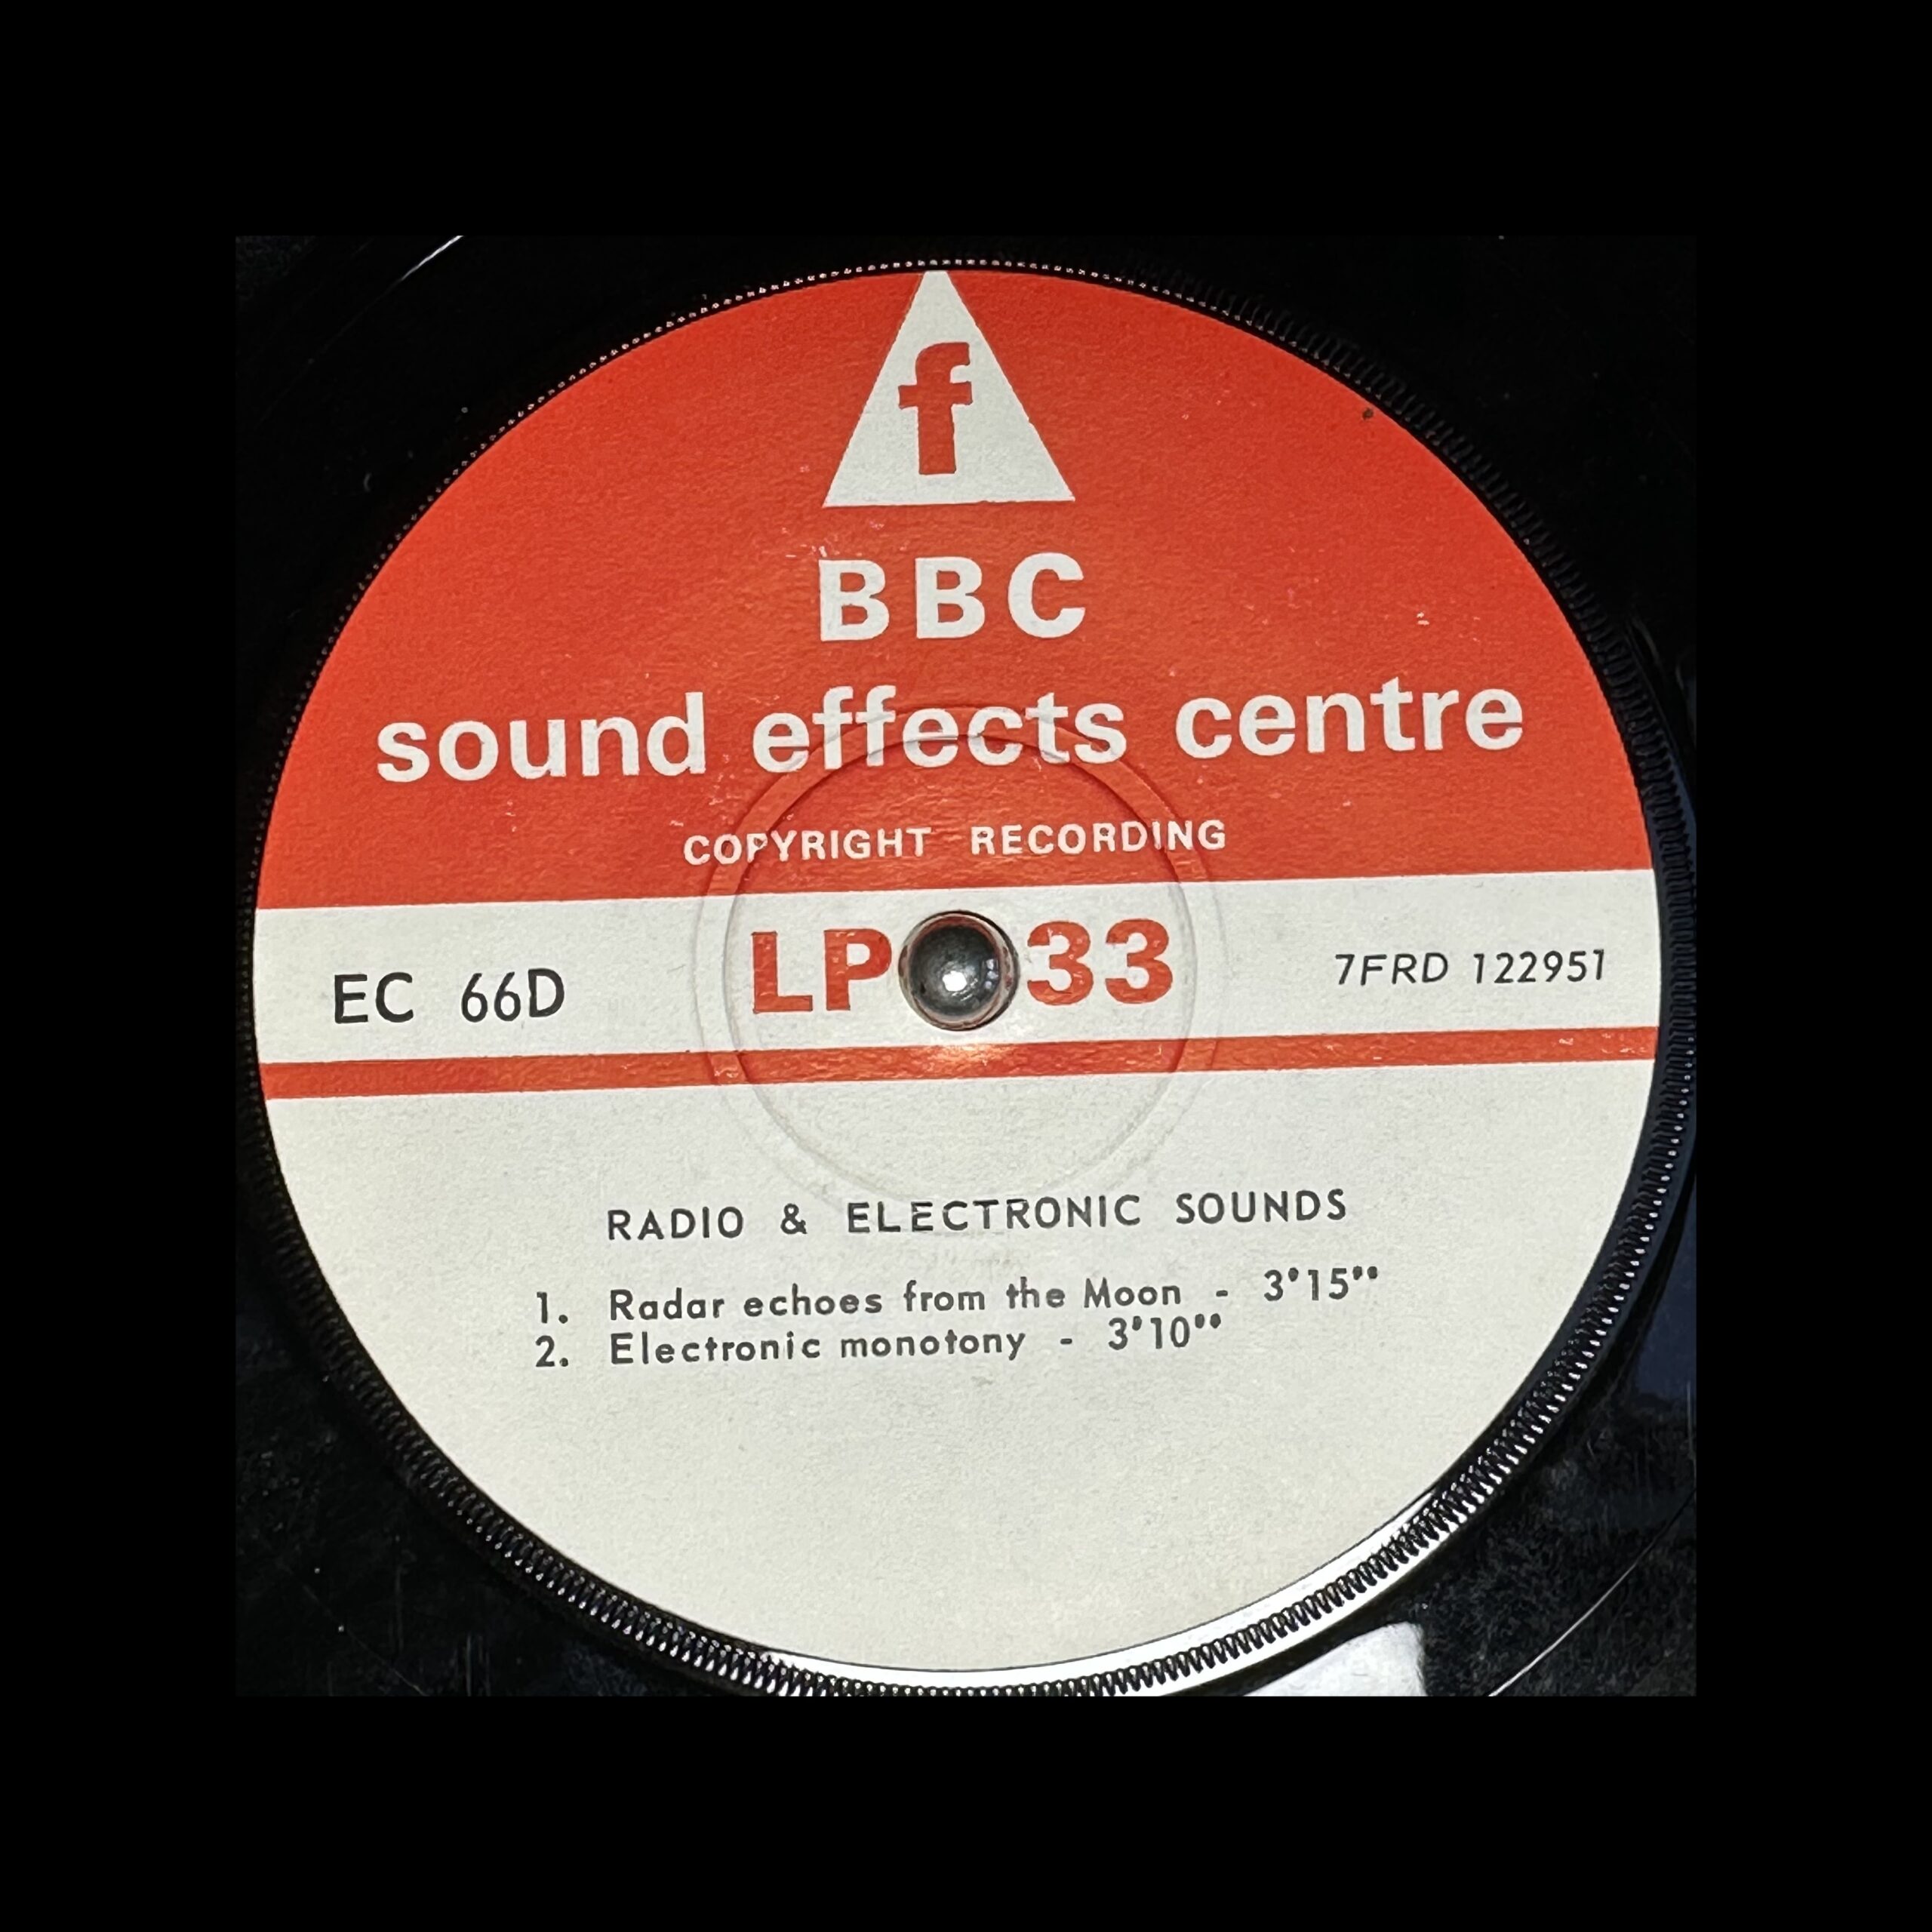 f
BBC
sound effects centre
COPYRIGHT RECORDING
EC 66D LP 33 7FRD 122951
RADIO & ELECTRONIC SOUNDS
1. Radar echoes from the Moon - 3'15"
2. Electronic monotony - 3'10"